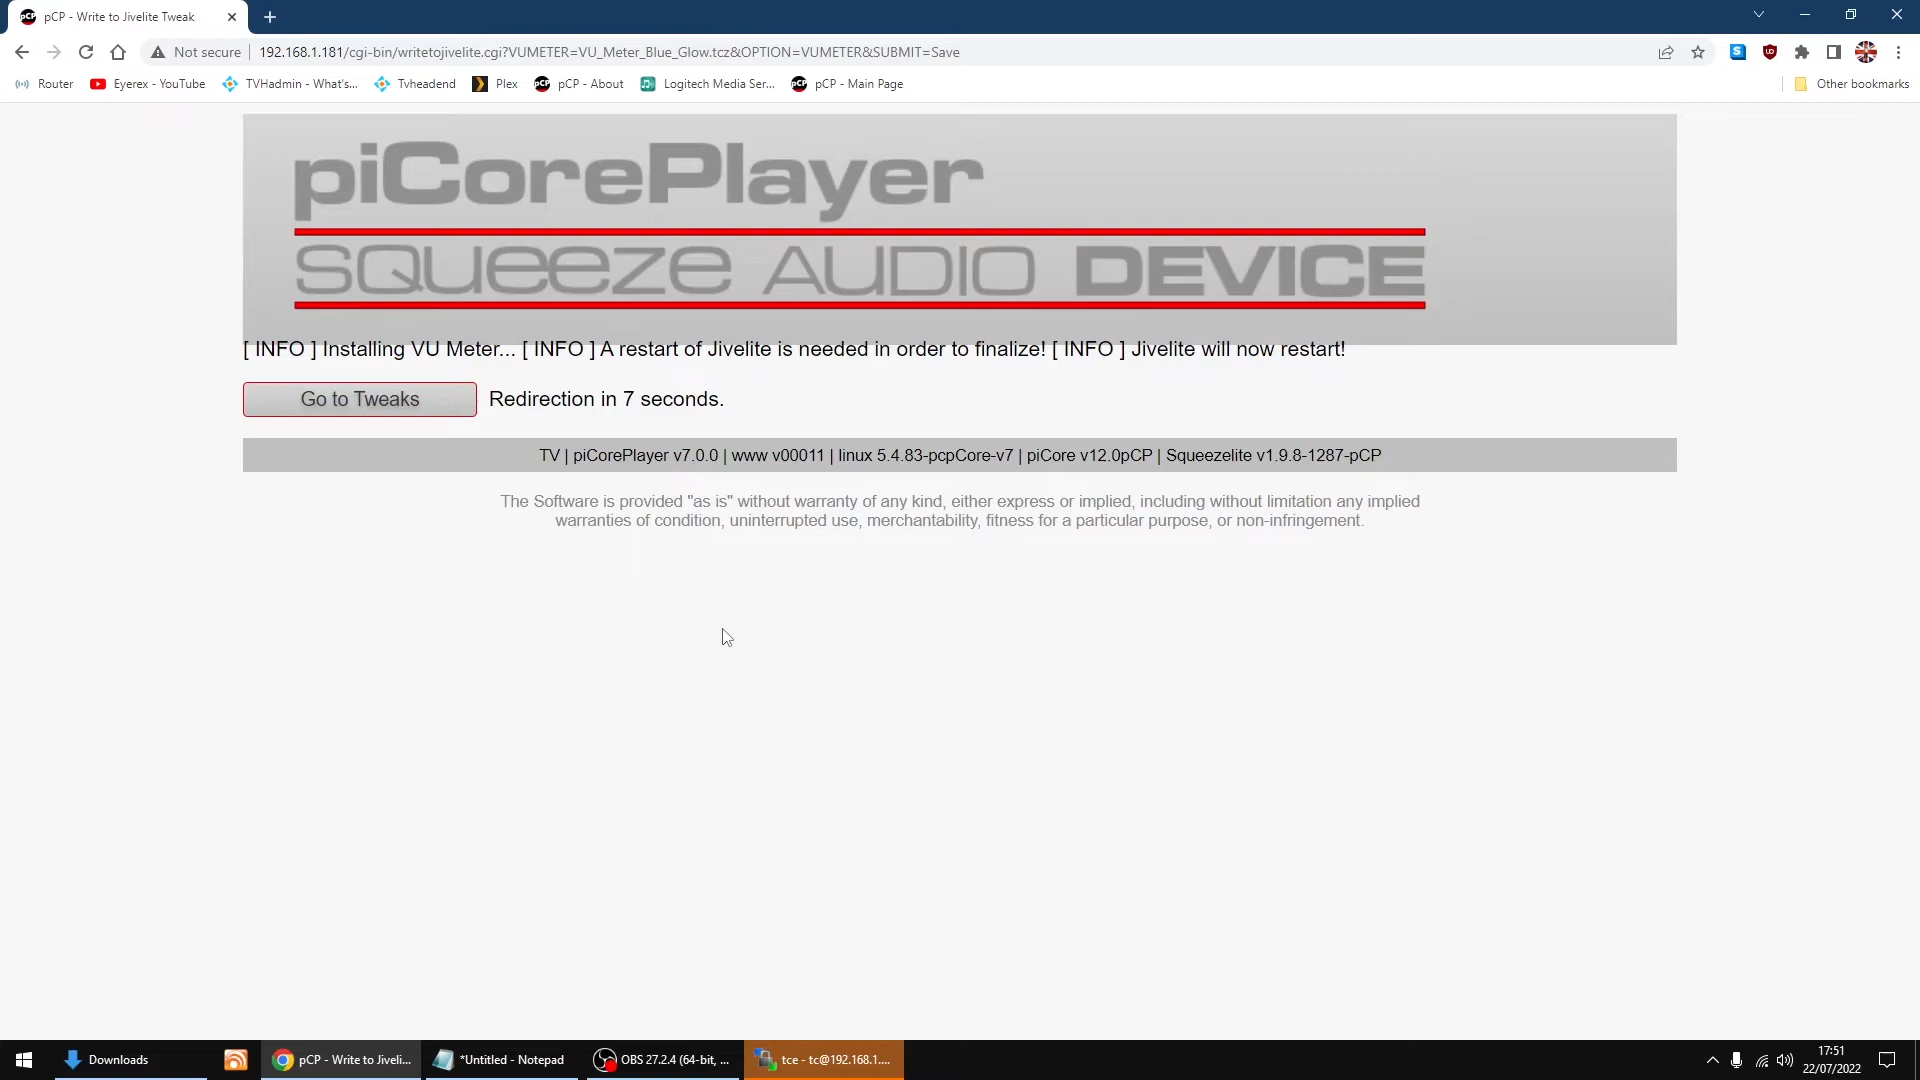 pCP - Write to Jivelite Tweak
Not secure
192.168.1.181/cgi-bin/writetojivelite.cgi?VUMETER=VU_Meter_Blue_Glow.tcz&OPTION=VUMETER&SUBMIT=Save
Router
Eyerex - YouTube
TVHadmin - What's...
Tvheadend
Plex
pCP - About
Logitech Media Ser...
pCP - Main Page
Other bookmarks
piCorePlayer
SQUEEZE AUDIO DEVICE
[ INFO ] Installing VU Meter... [ INFO ] A restart of Jivelite is needed in order to finalize! [ INFO ] Jivelite will now restart!
Go to Tweaks
Redirection in 7 seconds.
TV | piCorePlayer v7.0.0 | www v00011 | linux 5.4.83-pcpCore-v7 | piCore v12.0pCP | Squeezelite v1.9.8-1287-pCP
The Software is provided "as is" without warranty of any kind, either express or implied, including without limitation any implied
warranties of condition, uninterrupted use, merchantability, fitness for a particular purpose, or non-infringement.
Downloads
pCP - Write to Jiveli...
*Untitled - Notepad
OBS 27.2.4 (64-bit, ...
tce - tc@192.168.1....
17:51
22/07/2022